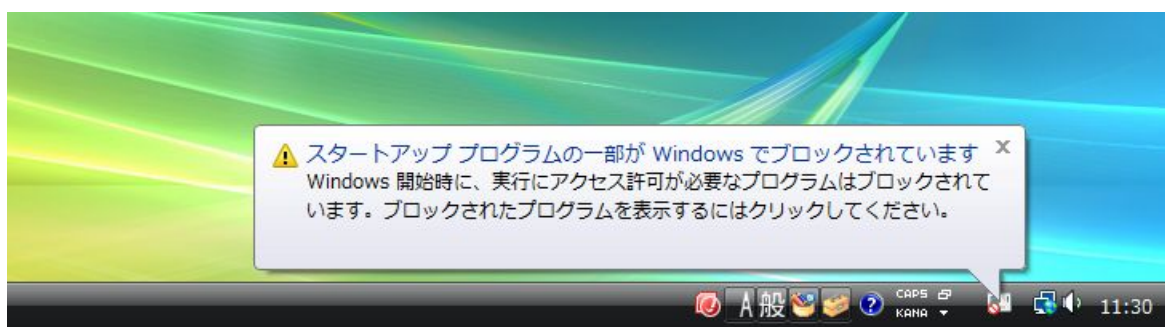 スタートアップ プログラムの一部が Windows でブロックされています
Windows 開始時に、実行にアクセス許可が必要なプログラムはブロックされて
います。ブロックされたプログラムを表示するにはクリックしてください。
A 般 CAPS
KANA
11:30